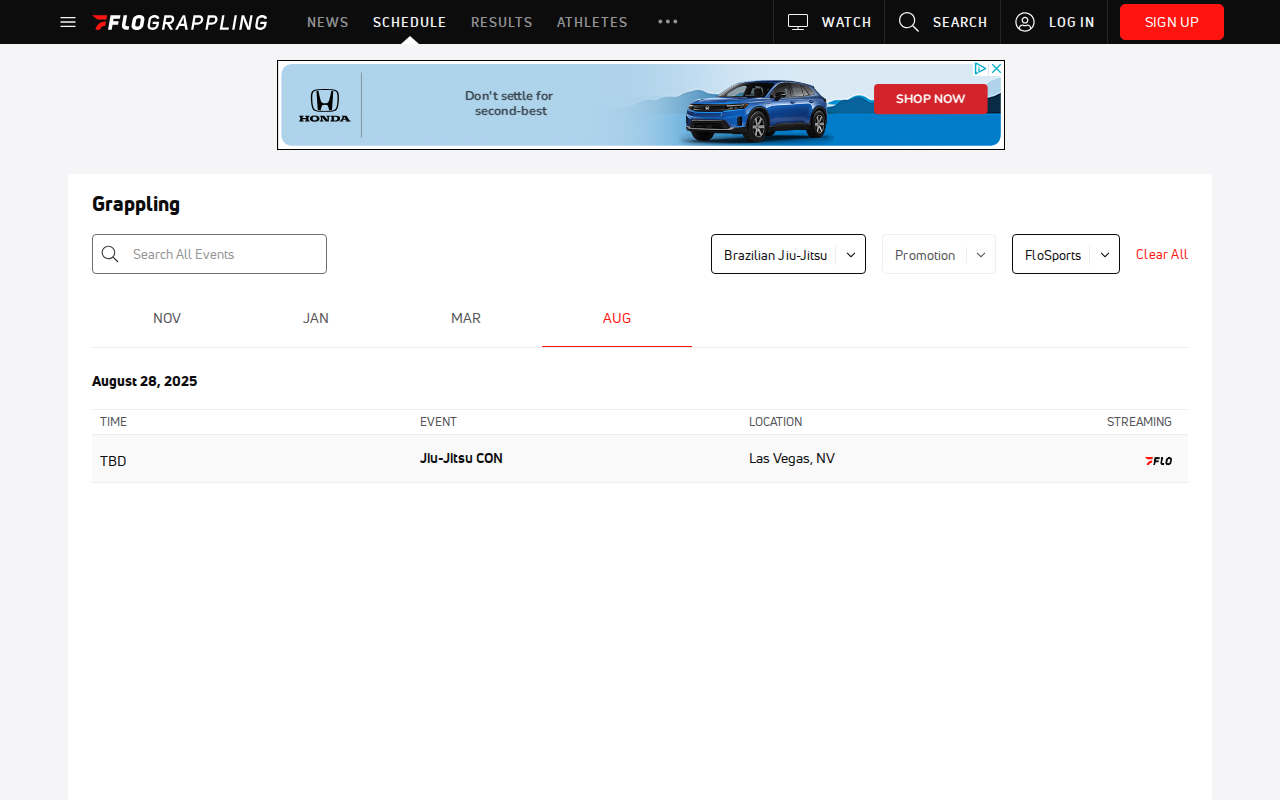 FLOGRAPPLING NEWS SCHEDULE RESULTS ATHLETES WATCH SEARCH LOG IN SIGN UP
HONDA
Don't settle for
second-best
SHOP NOW
Grappling
Search All Events
Brazilian Jiu-Jitsu
Promotion
FloSports
Clear All
NOV JAN MAR AUG
August 28, 2025
TIME EVENT LOCATION STREAMING
TBD Jiu-Jitsu CON Las Vegas, NV FLO